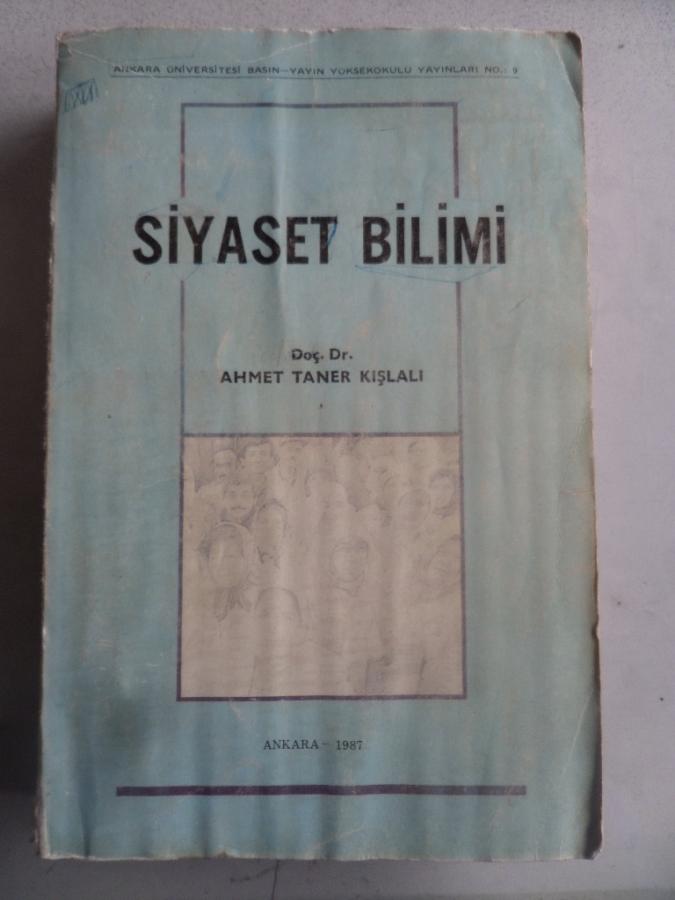 ANKARA ÜNİVERSİTESİ BASIN—YAYIN YÜKSEKOKULU YAYINLARI NO.: 9
SİYASET BİLİMİ
Doç. Dr.
AHMET TANER KIŞLALI
ANKARA - 1987